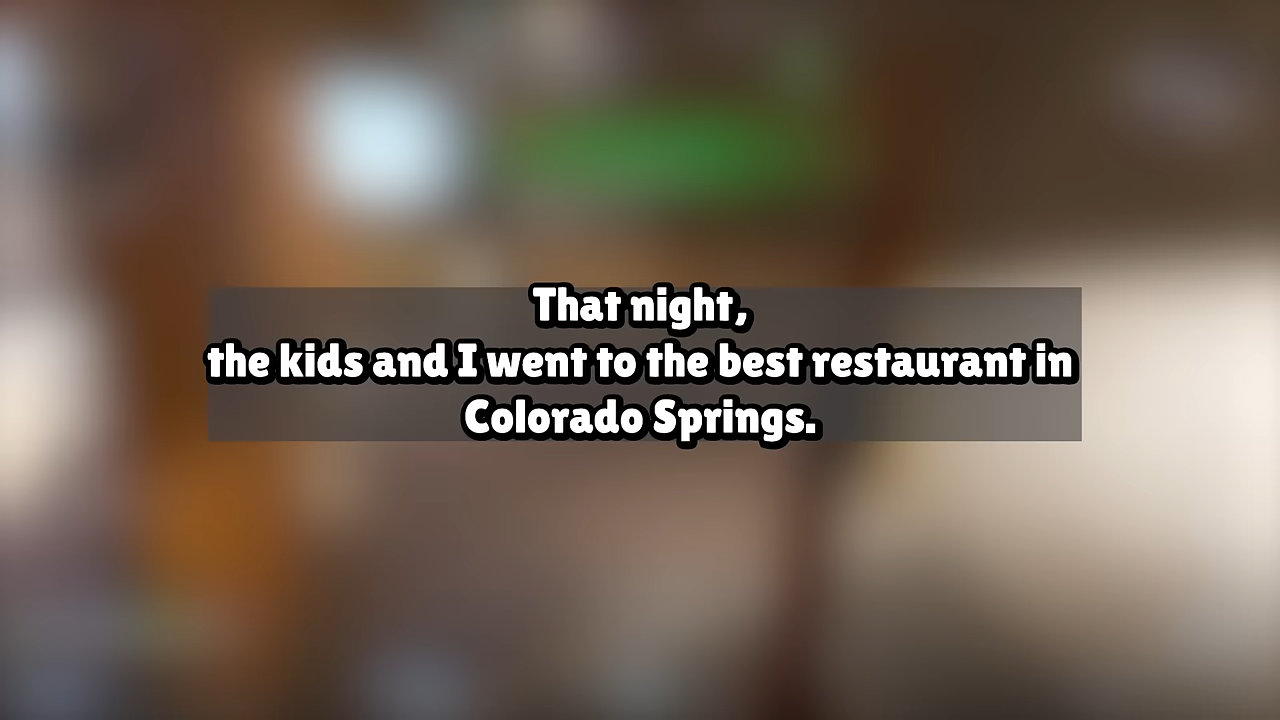 That night,
the kids and I went to the best restaurant in
Colorado Springs.